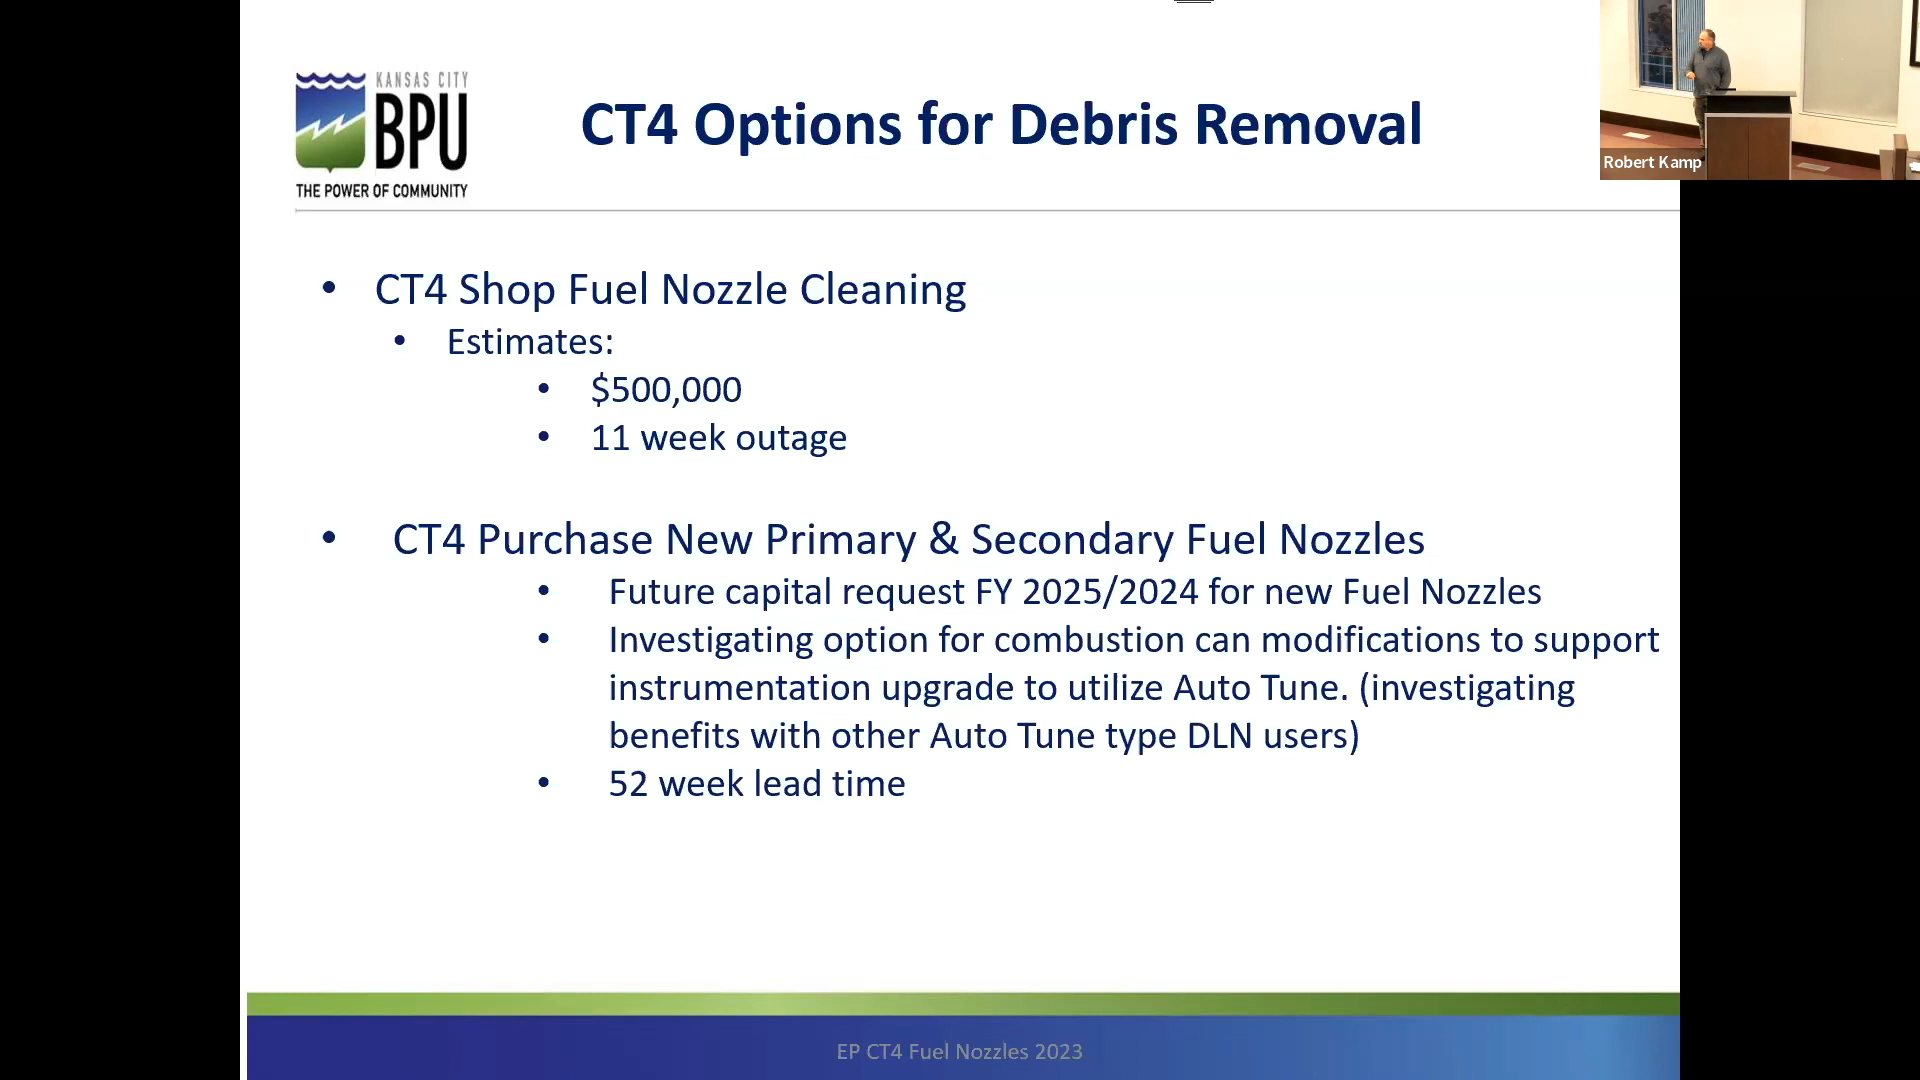 KANSAS CITY
BPU
THE POWER OF COMMUNITY
CT4 Options for Debris Removal
Robert Kamp
• CT4 Shop Fuel Nozzle Cleaning
• Estimates:
• $500,000
• 11 week outage
• CT4 Purchase New Primary & Secondary Fuel Nozzles
• Future capital request FY 2025/2024 for new Fuel Nozzles
• Investigating option for combustion can modifications to support
instrumentation upgrade to utilize Auto Tune. (investigating
benefits with other Auto Tune type DLN users)
• 52 week lead time
EP CT4 Fuel Nozzles 2023